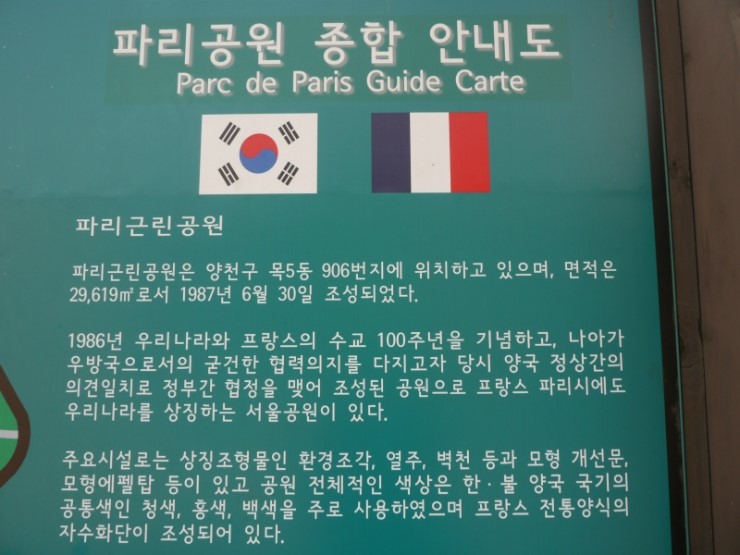 파리공원 종합 안내도
Parc de Paris Guide Carte
파리근린공원
파리근린공원은 양천구 목5동 906번지에 위치하고 있으며, 면적은
29,619㎡로서 1987년 6월 30일 조성되었다.
1986년 우리나라와 프랑스의 수교 100주년을 기념하고, 나아가
우방국으로서의 굳건한 협력의지를 다지고자 당시 양국 정상간의
의견일치로 정부간 협정을 맺어 조성된 공원으로 프랑스 파리시에도
우리나라를 상징하는 서울공원이 있다.
주요시설로는 상징조형물인 환경조각, 열주, 벽천 등과 모형 개선문,
모형에펠탑 등이 있고 공원 전체적인 색상은 한·불 양국 국기의
공통색인 청색, 홍색, 백색을 주로 사용하였으며 프랑스 전통양식의
자수화단이 조성되어 있다.